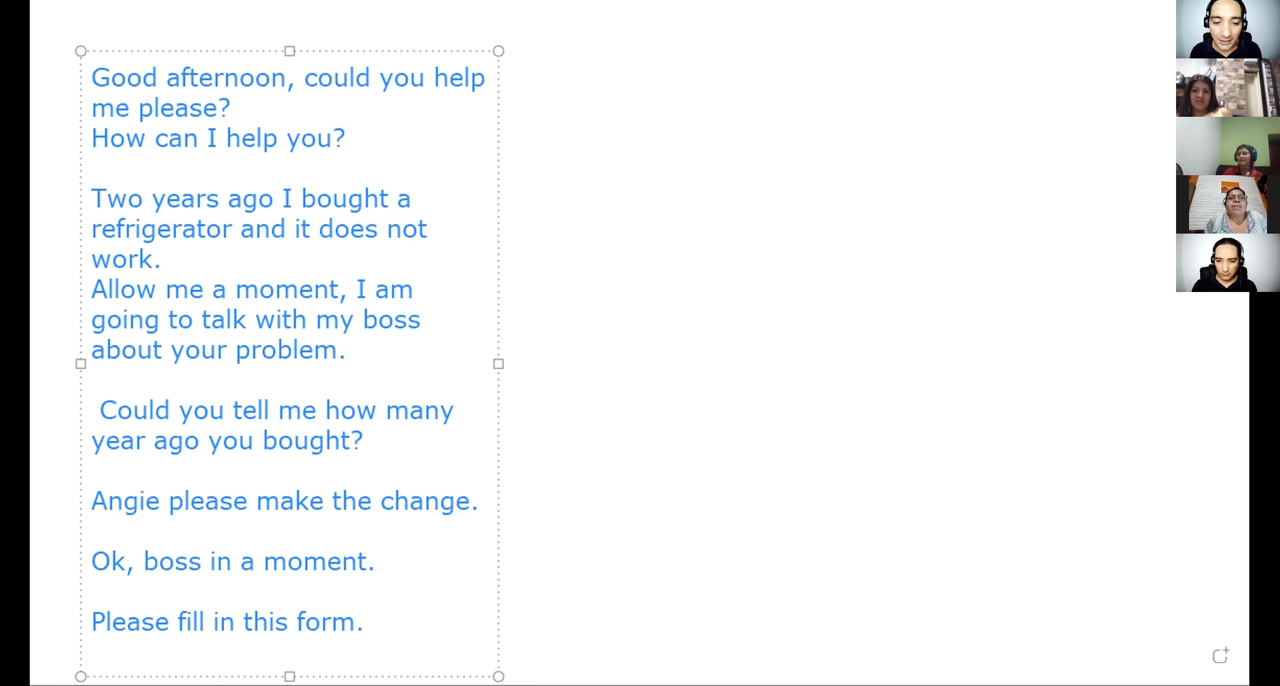 Good afternoon, could you help
me please?
How can I help you?
Two years ago I bought a
refrigerator and it does not
work.
Allow me a moment, I am
going to talk with my boss
about your problem.
Could you tell me how many
year ago you bought?
Angie please make the change.
Ok, boss in a moment.
Please fill in this form.